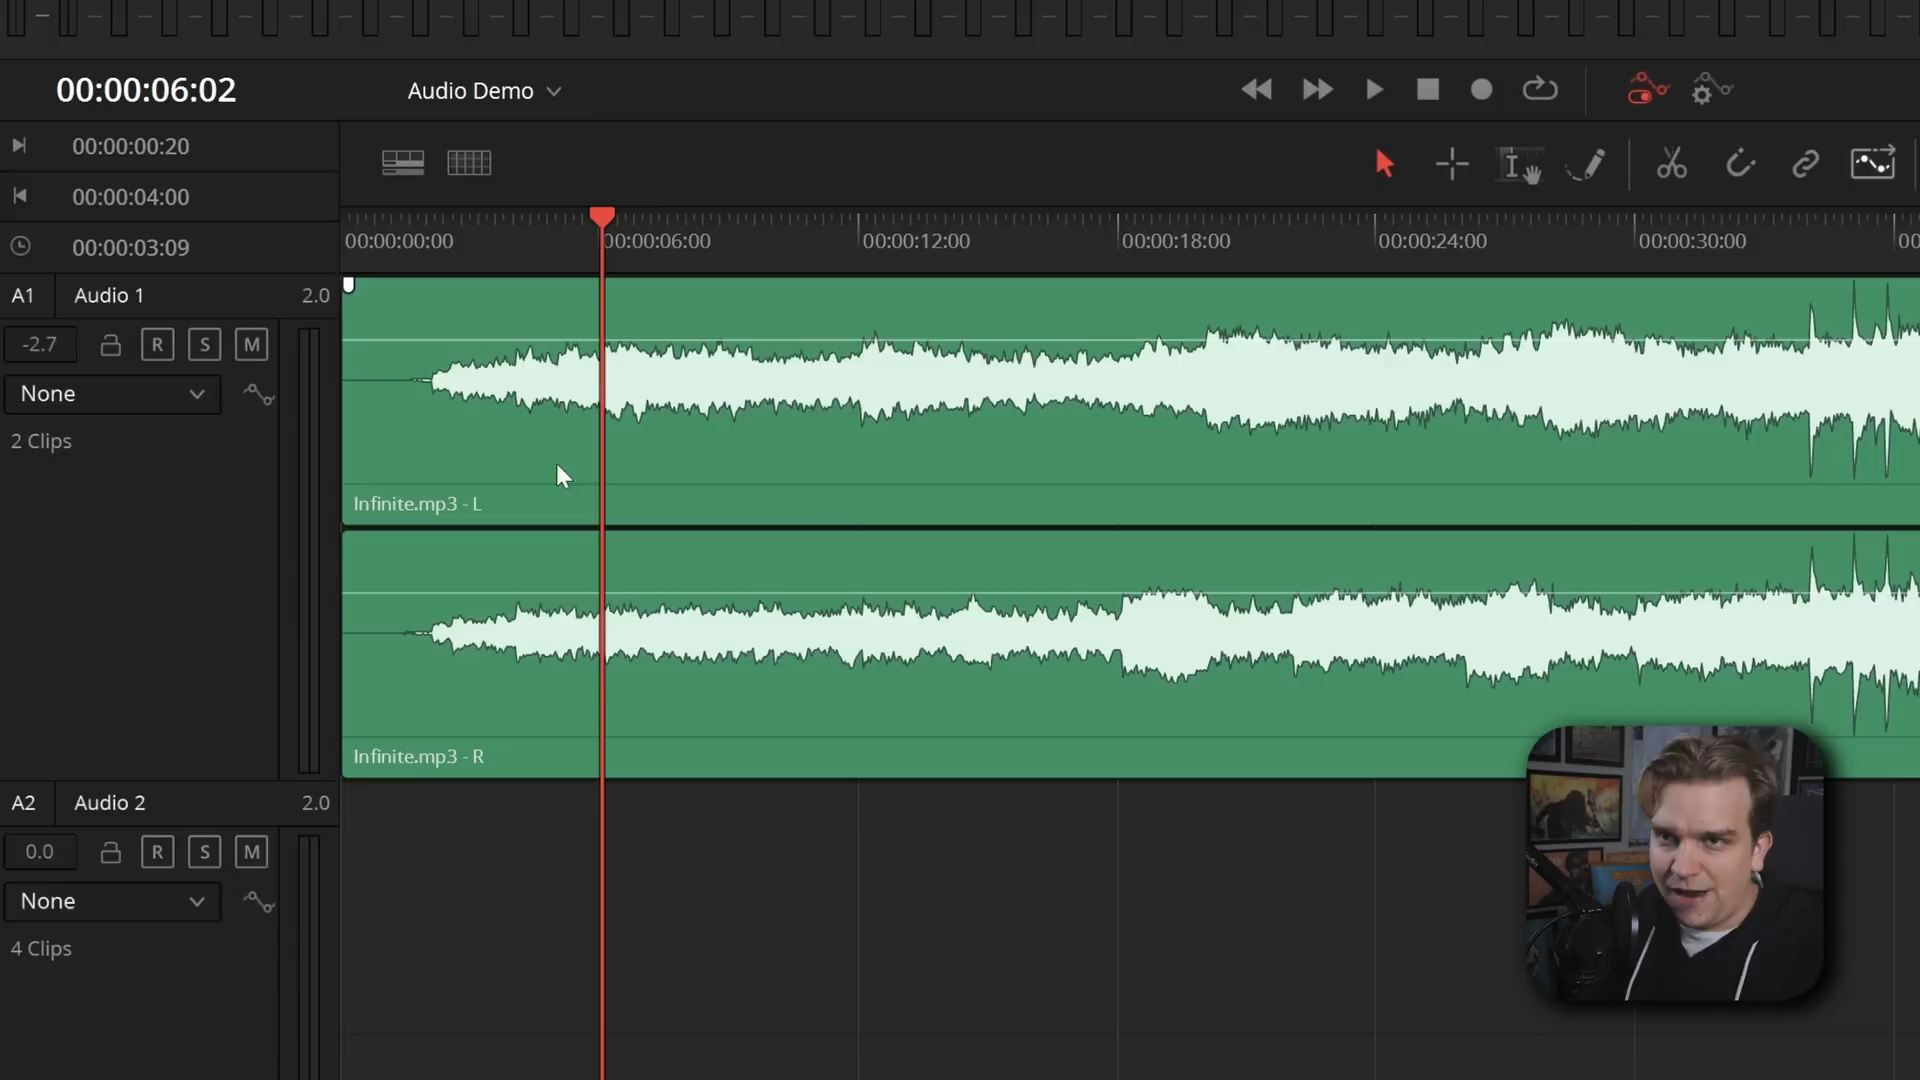 00:00:06:02
Audio Demo
00:00:00:20
00:00:04:00
00:00:03:09
00:00:00:00
00:00:06:00
00:00:12:00
00:00:18:00
00:00:24:00
00:00:30:00
00
A1
Audio 1
2.0
-2.7
R
S
M
None
2 Clips
Infinite.mp3 - L
Infinite.mp3 - R
A2
Audio 2
2.0
0.0
R
S
M
None
4 Clips